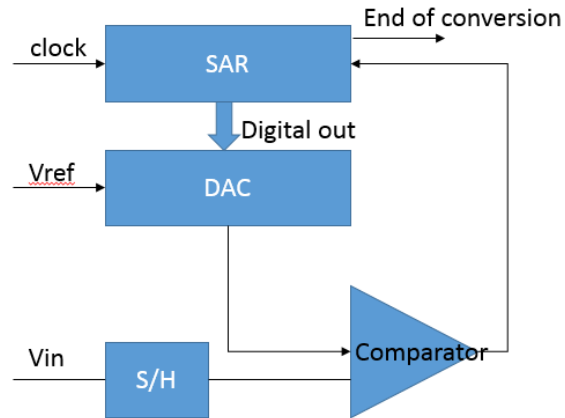 End of conversion
clock
SAR
Digital out
Vref
DAC
Comparator
Vin
S/H